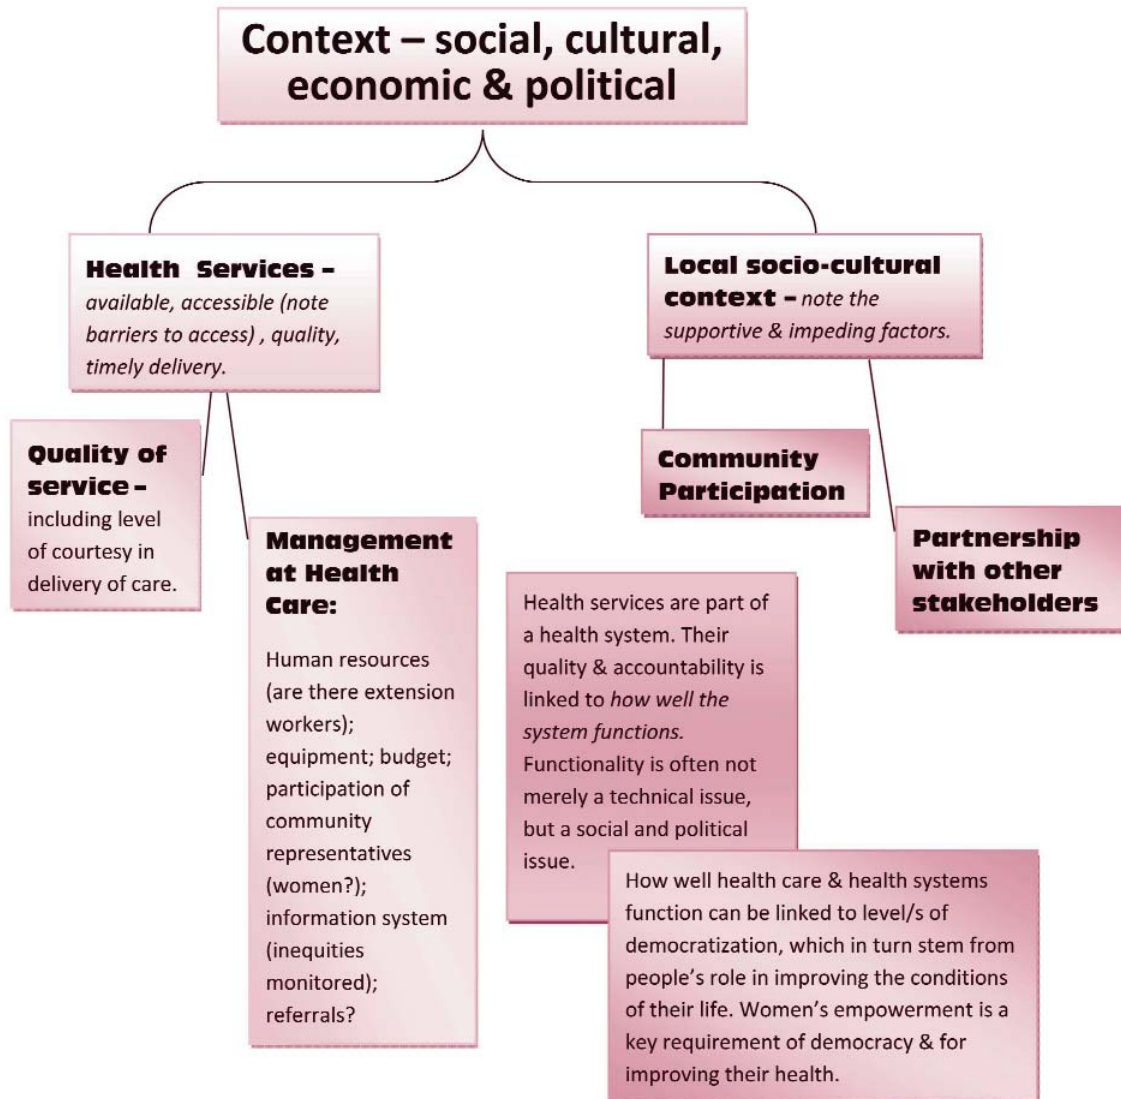 Context – social, cultural,
economic & political
Health Services –
available, accessible (note
barriers to access) , quality,
timely delivery.
Local socio-cultural
context – note the
supportive & impeding factors.
Quality of
service –
including level
of courtesy in
delivery of care.
Management
at Health
Care:
Human resources
(are there extension
workers);
equipment; budget;
participation of
community
representatives
(women?);
information system
(inequities
monitored);
referrals?
Community
Participation
Partnership
with other
stakeholders
Health services are part of
a health system. Their
quality & accountability is
linked to how well the
system functions.
Functionality is often not
merely a technical issue,
but a social and political
issue.
How well health care & health systems
function can be linked to level/s of
democratization, which in turn stem from
people’s role in improving the conditions
of their life. Women’s empowerment is a
key requirement of democracy & for
improving their health.